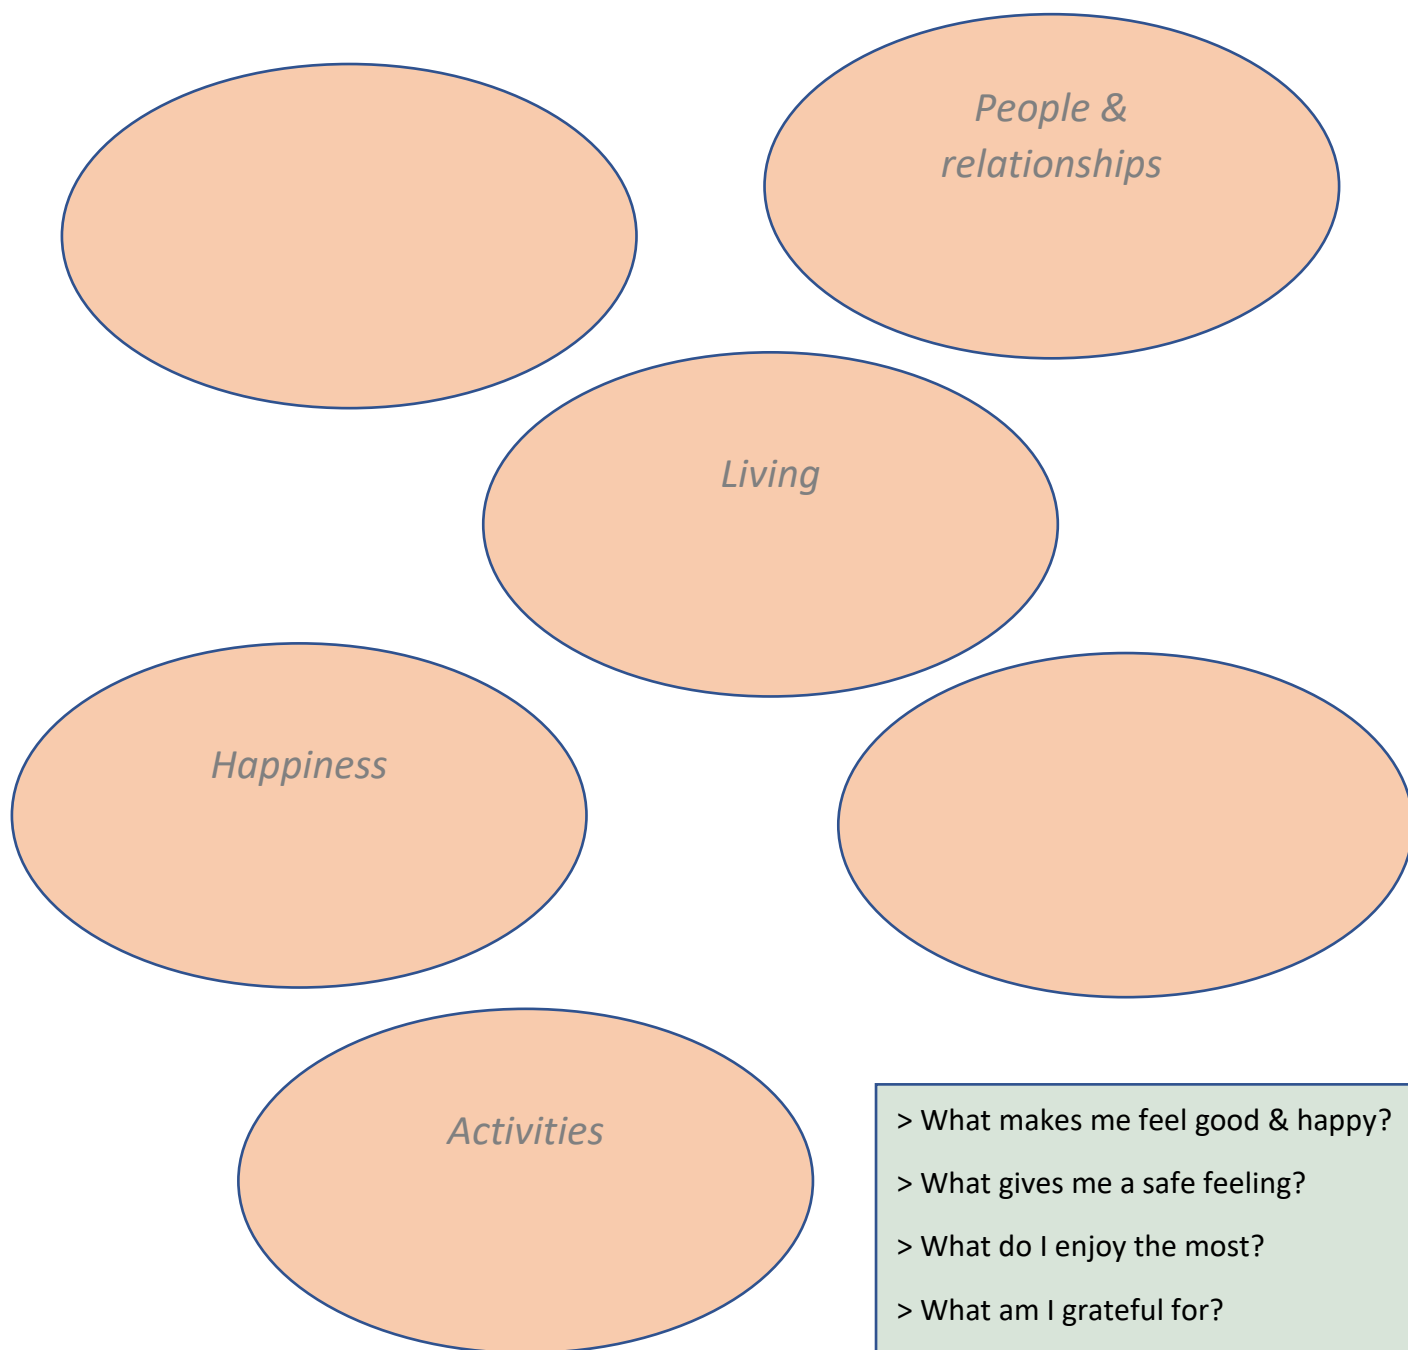 People &
relationships
Living
Happiness
Activities
> What makes me feel good & happy?
> What gives me a safe feeling?
> What do I enjoy the most?
> What am I grateful for?